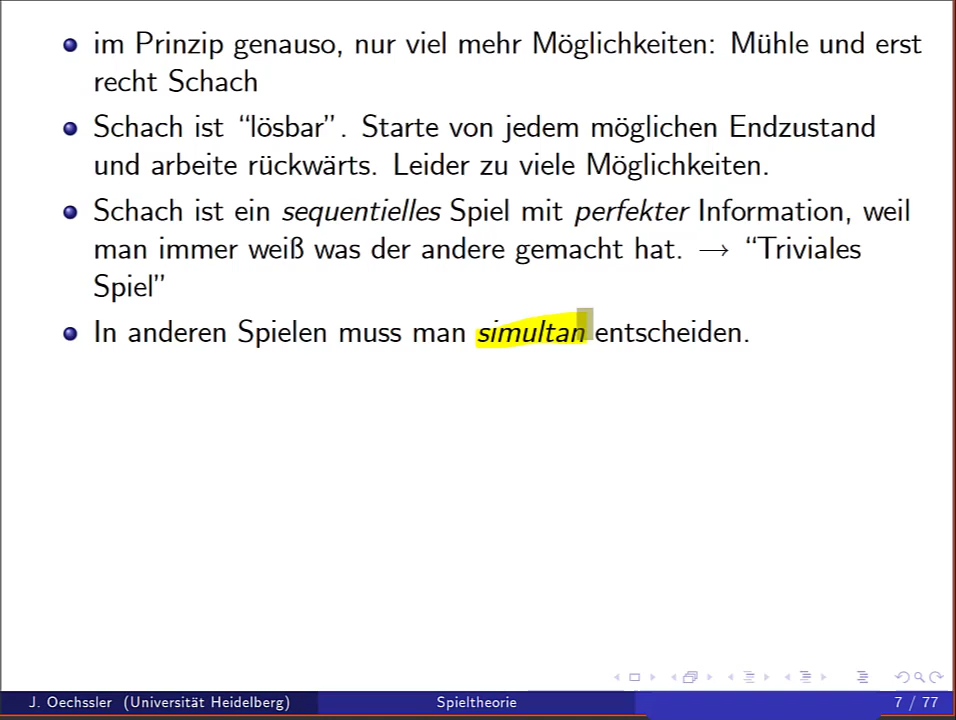 im Prinzip genauso, nur viel mehr Möglichkeiten: Mühle und erst
recht Schach
Schach ist “lösbar”. Starte von jedem möglichen Endzustand
und arbeite rückwärts. Leider zu viele Möglichkeiten.
Schach ist ein sequentielles Spiel mit perfekter Information, weil
man immer weiß was der andere gemacht hat. → “Triviales
Spiel”
In anderen Spielen muss man simultan entscheiden.
J. Oechssler (Universität Heidelberg) Spieltheorie 7 / 77